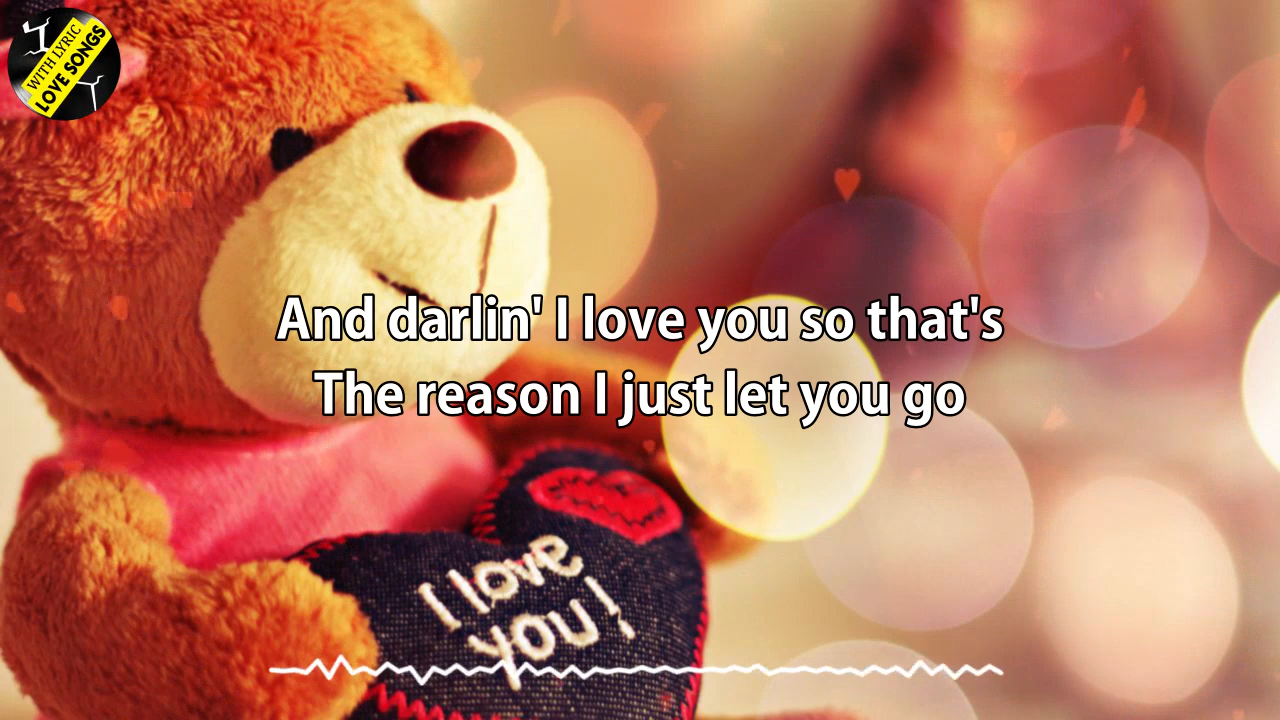 WITH LYRIC
LOVE SONGS
And darlin' I love you so that's
The reason I just let you go
I love
you !